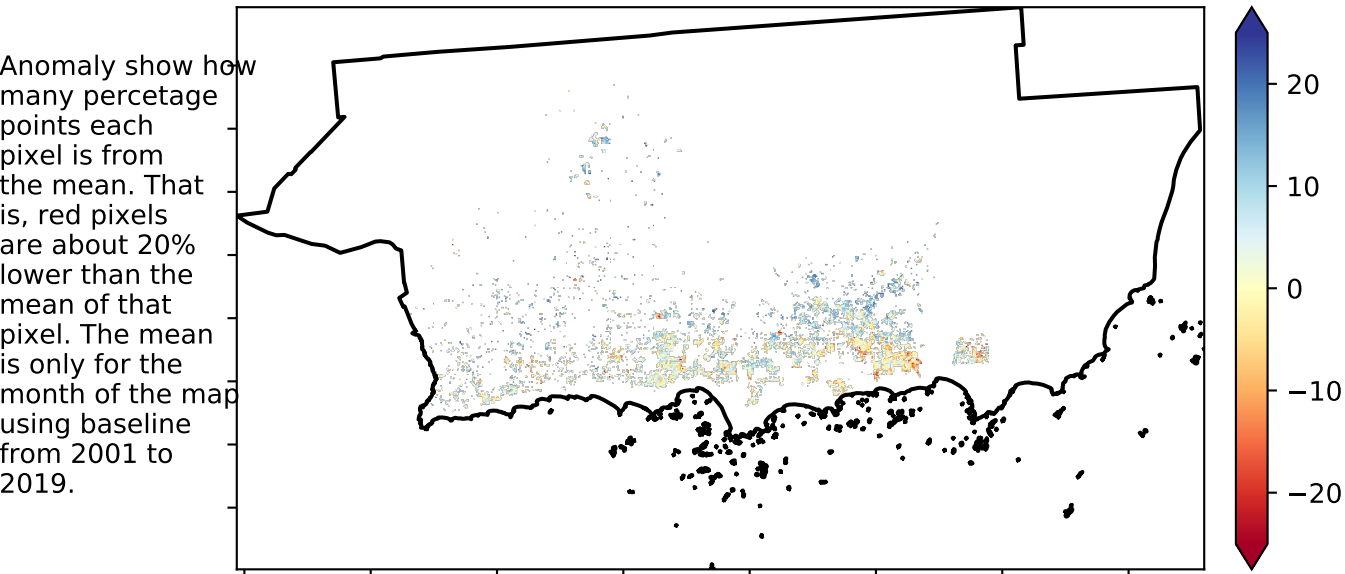 Anomaly show how
many percetage
points each
pixel is from
the mean. That
is, red pixels
are about 20%
lower than the
mean of that
pixel. The mean
is only for the
month of the map
using baseline
from 2001 to
2019.
20
10
0
−10
−20